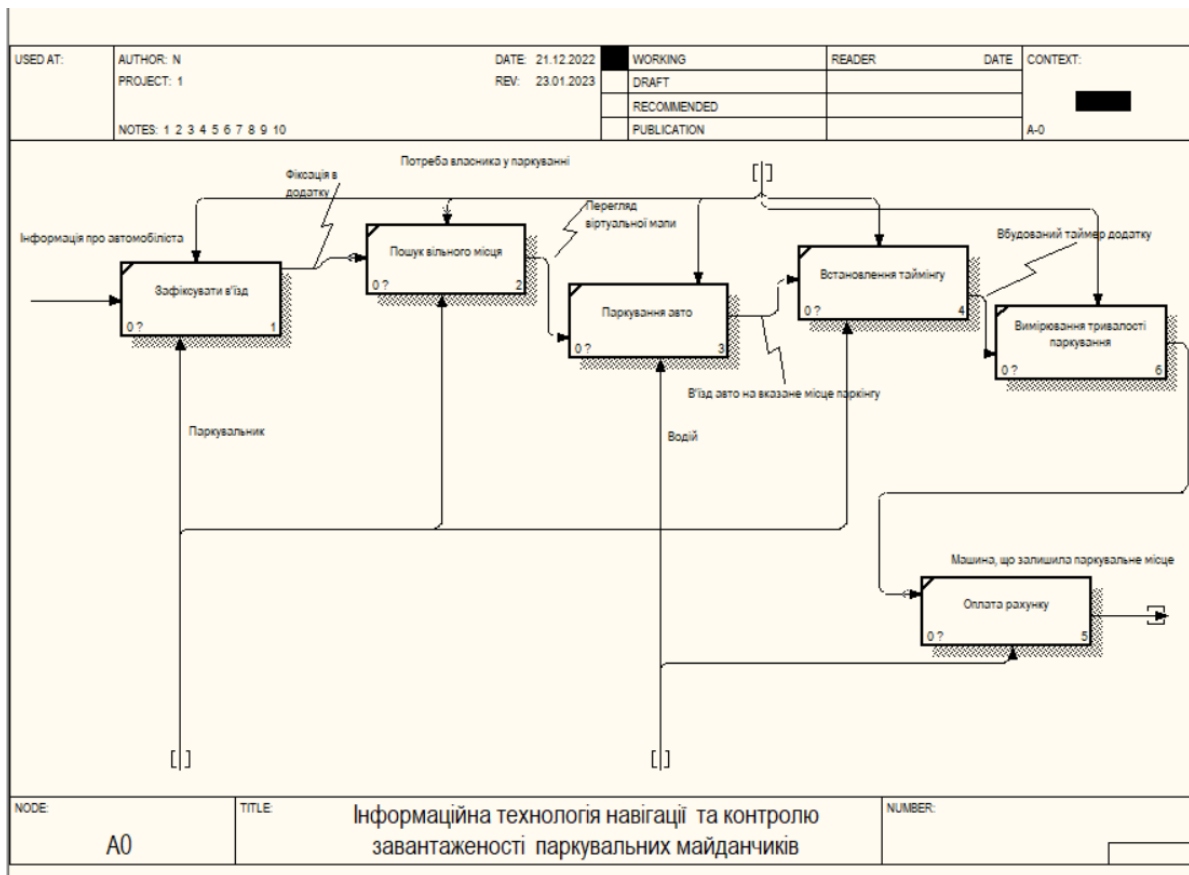 USED AT:
AUTHOR: N
DATE: 21.12.2022
WORKING
READER
DATE
CONTEXT:
PROJECT: 1
REV: 23.01.2023
DRAFT
RECOMMENDED
NOTES: 1 2 3 4 5 6 7 8 9 10
PUBLICATION
A-0
Потреба власника у паркуванні
Фіксація в
додатку
Перегляд
віртуальної мапи
Інформація про автомобіліста
Вбудований таймер додатку
Зафіксувати в'їзд
0 ?
1
Пошук вільного місця
0 ?
2
Паркування авто
0 ?
3
Встановлення таймінгу
0 ?
4
Вимірювання тривалості
паркування
0 ?
6
В'їзд авто на вказане місце паркінгу
Паркувальник
Водій
Машина, що залишила паркувальне місце
Оплата рахунку
0 ?
5
NODE:
A0
TITLE:
Інформаційна технологія навігації та контролю
завантаженості паркувальних майданчиків
NUMBER: